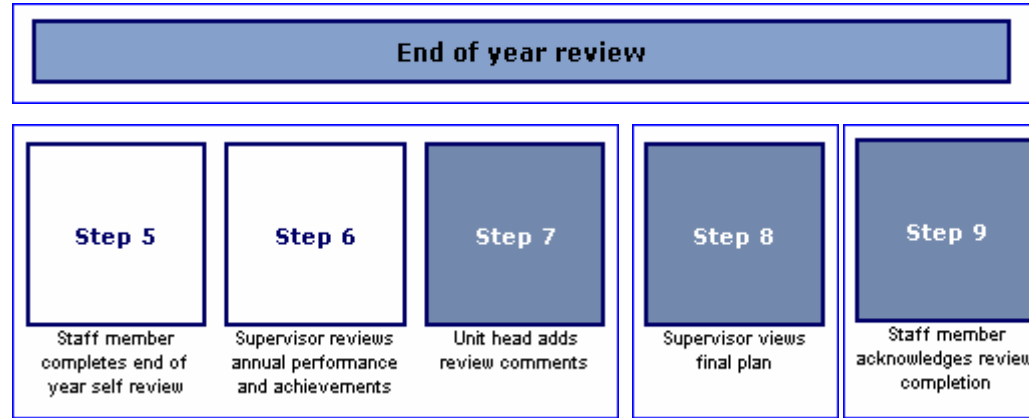 End of year review
Step 5
Step 6
Step 7
Step 8
Step 9
Staff member
completes end of
year self review
Supervisor reviews
annual performance
and achievements
Unit head adds
review comments
Supervisor views
final plan
Staff member
acknowledges review
completion